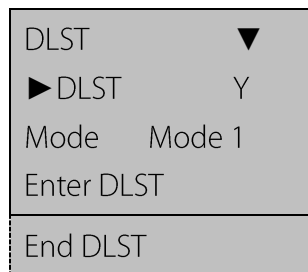 DLST ▼
►DLST Y
Mode Mode 1
Enter DLST
End DLST